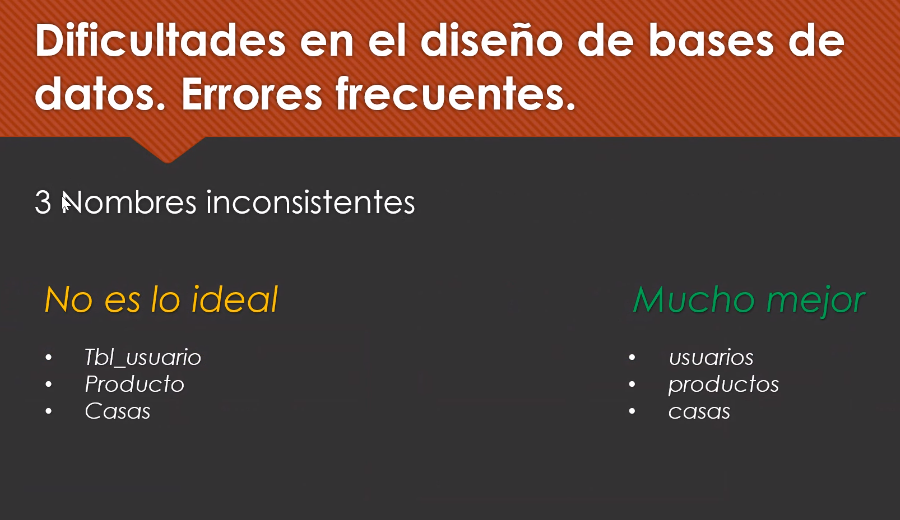 Dificultades en el diseño de bases de
datos. Errores frecuentes.
3 Nombres inconsistentes
No es lo ideal
• Tbl_usuario
• Producto
• Casas
Mucho mejor
• usuarios
• productos
• casas